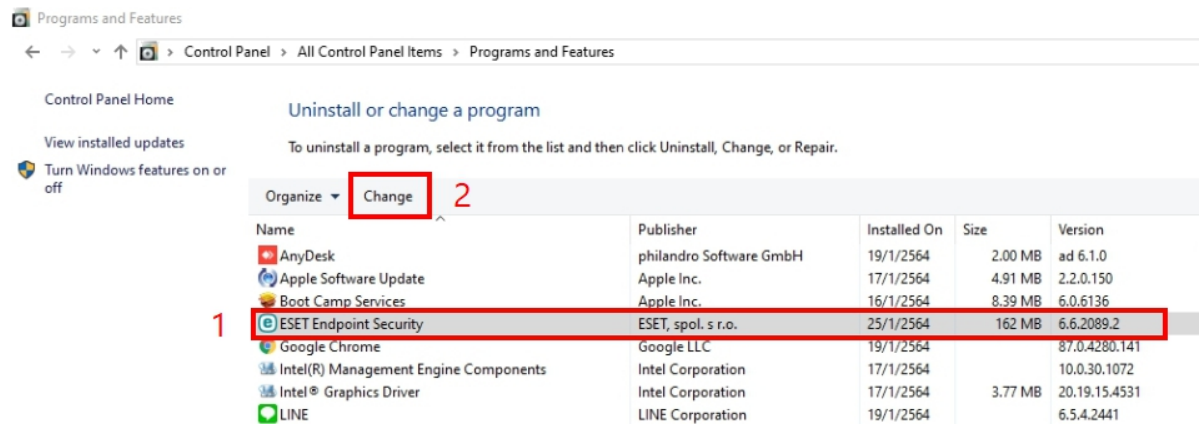 Programs and Features
Control Panel > All Control Panel Items > Programs and Features
Control Panel Home
View installed updates
Turn Windows features on or
off
Uninstall or change a program
To uninstall a program, select it from the list and then click Uninstall, Change, or Repair.
Organize Change 2
Name Publisher Installed On Size Version
AnyDesk philandro Software GmbH 19/1/2564 2.00 MB ad 6.1.0
Apple Software Update Apple Inc. 17/1/2564 4.91 MB 2.2.0.150
Boot Camp Services Apple Inc. 16/1/2564 8.39 MB 6.0.6136
1 ESET Endpoint Security ESET, spol. s r.o. 25/1/2564 162 MB 6.6.2089.2
Google Chrome Google LLC 19/1/2564 87.0.4280.141
Intel(R) Management Engine Components Intel Corporation 17/1/2564 10.0.30.1072
Intel® Graphics Driver Intel Corporation 17/1/2564 3.77 MB 20.19.15.4531
LINE LINE Corporation 19/1/2564 6.5.4.2441